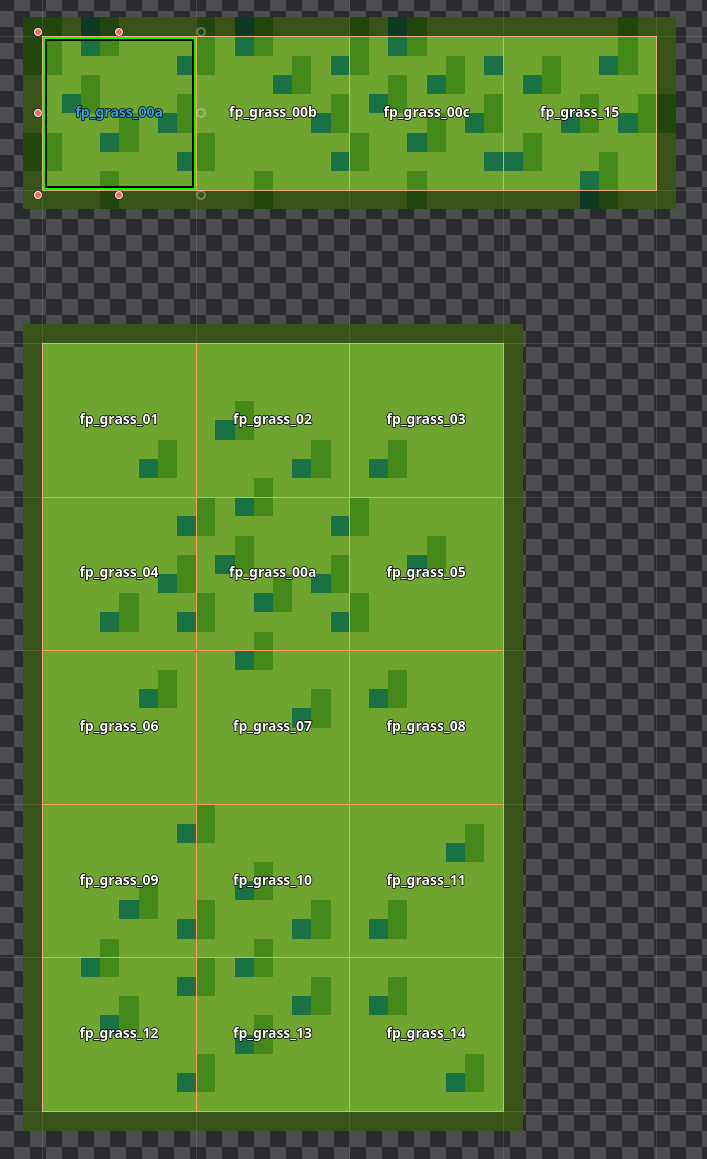 fp_grass_00a fp_grass_00b fp_grass_00c fp_grass_15
fp_grass_01 fp_grass_02 fp_grass_03
fp_grass_04 fp_grass_00a fp_grass_05
fp_grass_06 fp_grass_07 fp_grass_08
fp_grass_09 fp_grass_10 fp_grass_11
fp_grass_12 fp_grass_13 fp_grass_14